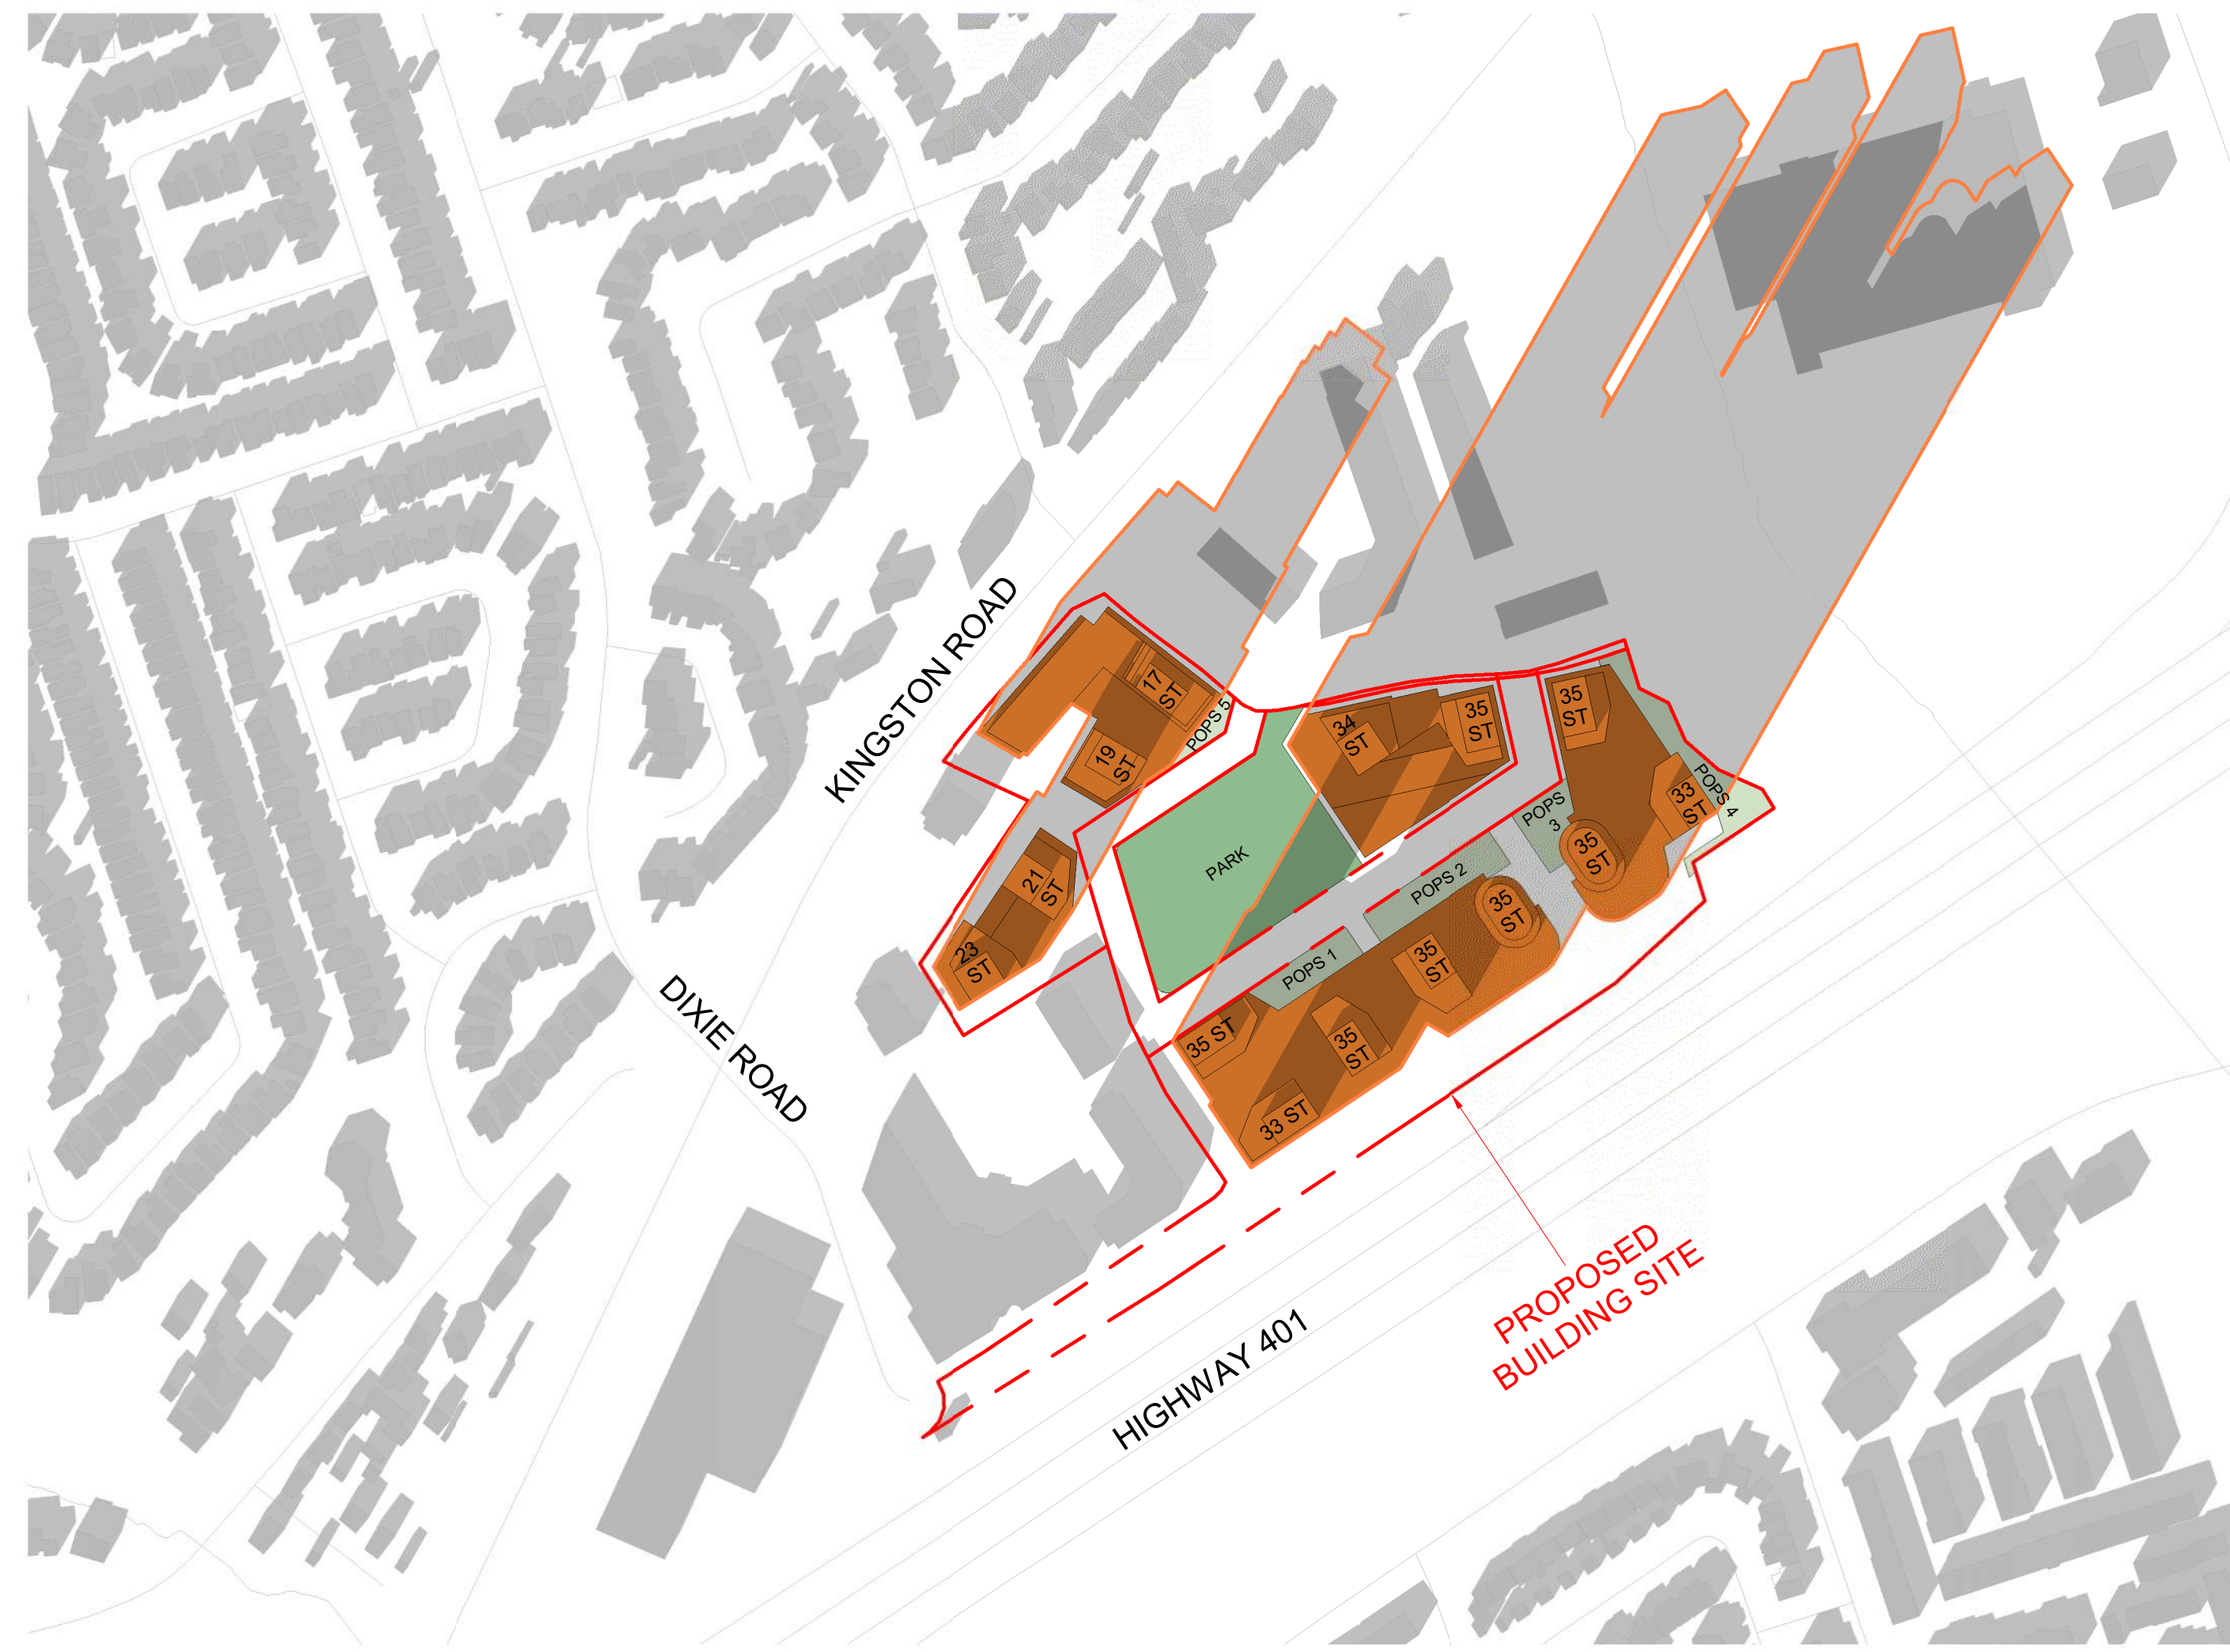 KINGSTON ROAD
DIXIE ROAD
HIGHWAY 401
PROPOSED
BUILDING SITE
17
ST
19
ST
POPS 5
21
ST
23
ST
PARK
34
ST
35
ST
35
ST
33
ST
POPS 4
POPS
3
35
ST
POPS 2
35
ST
35
ST
POPS 1
35 ST
35
ST
33 ST